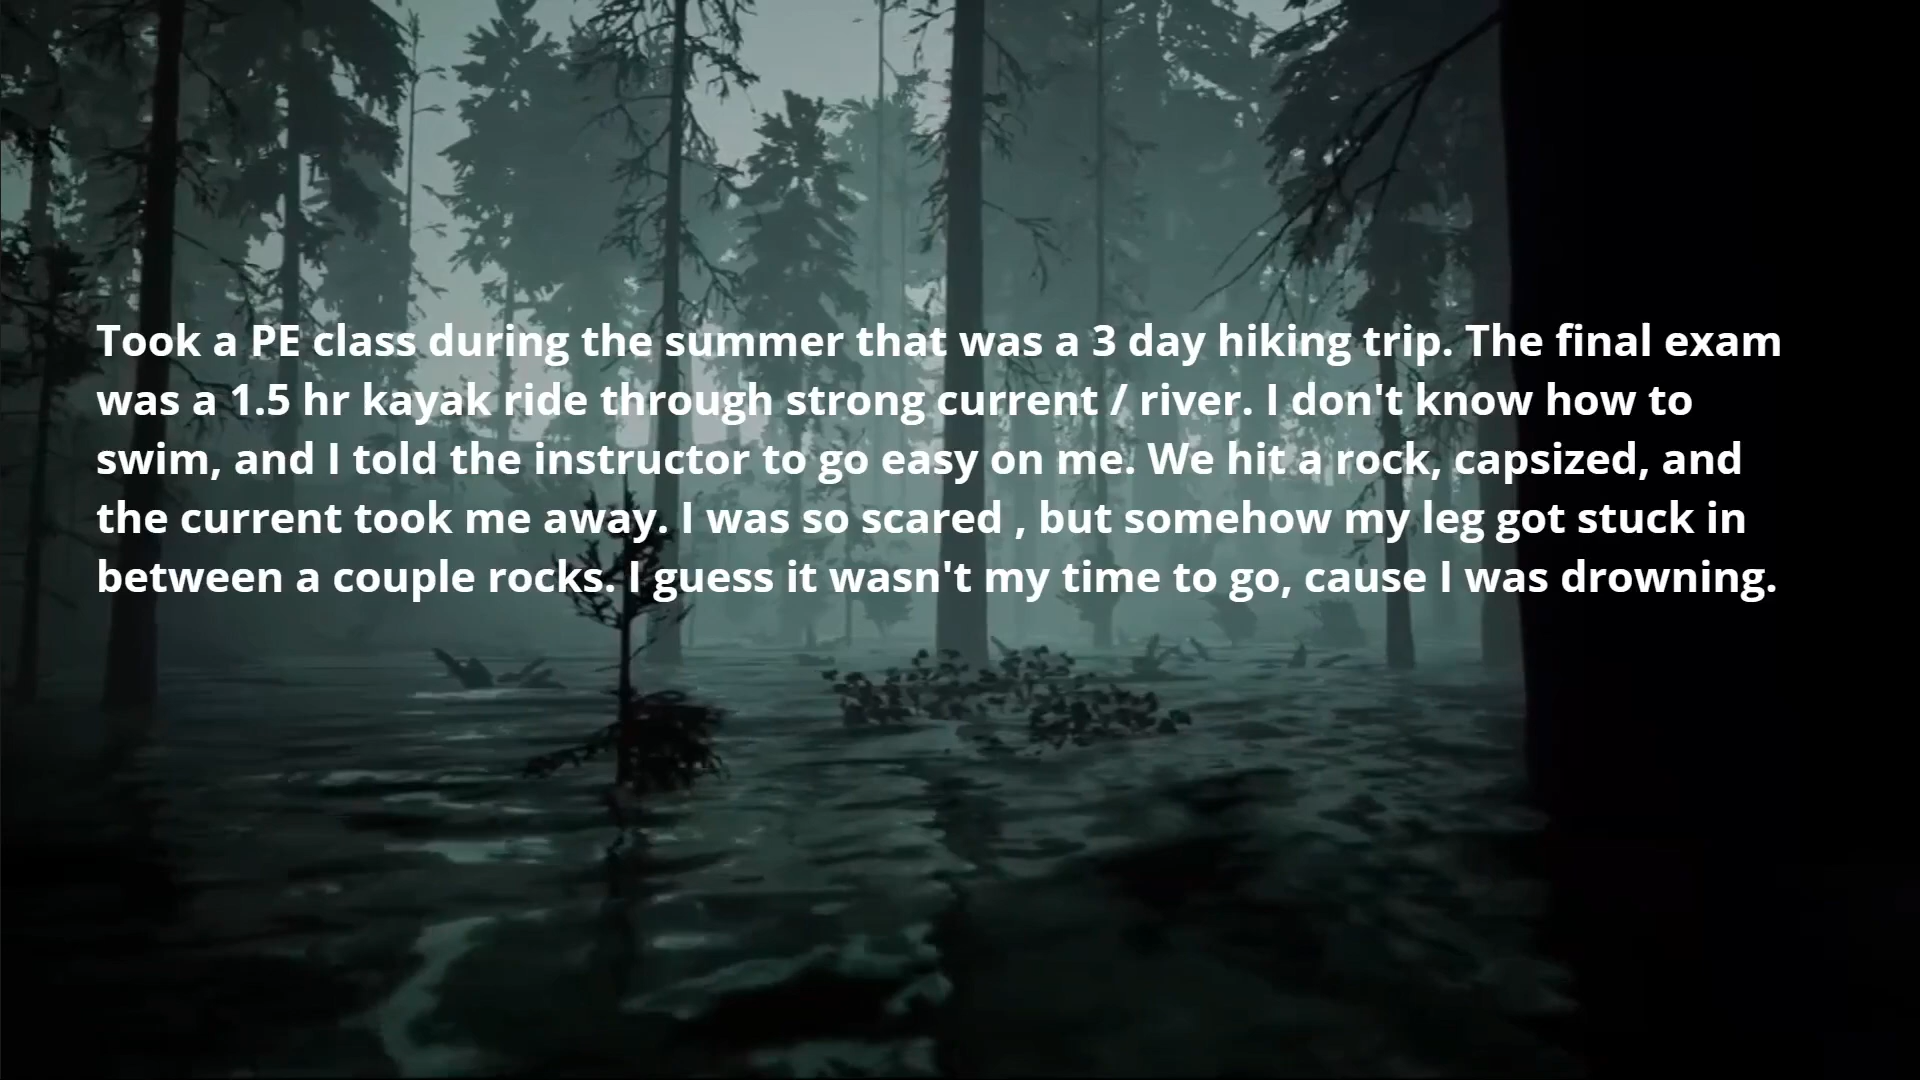 Took a PE class during the summer that was a 3 day hiking trip. The final exam
was a 1.5 hr kayak ride through strong current / river. I don't know how to
swim, and I told the instructor to go easy on me. We hit a rock, capsized, and
the current took me away. I was so scared , but somehow my leg got stuck in
between a couple rocks. I guess it wasn't my time to go, cause I was drowning.